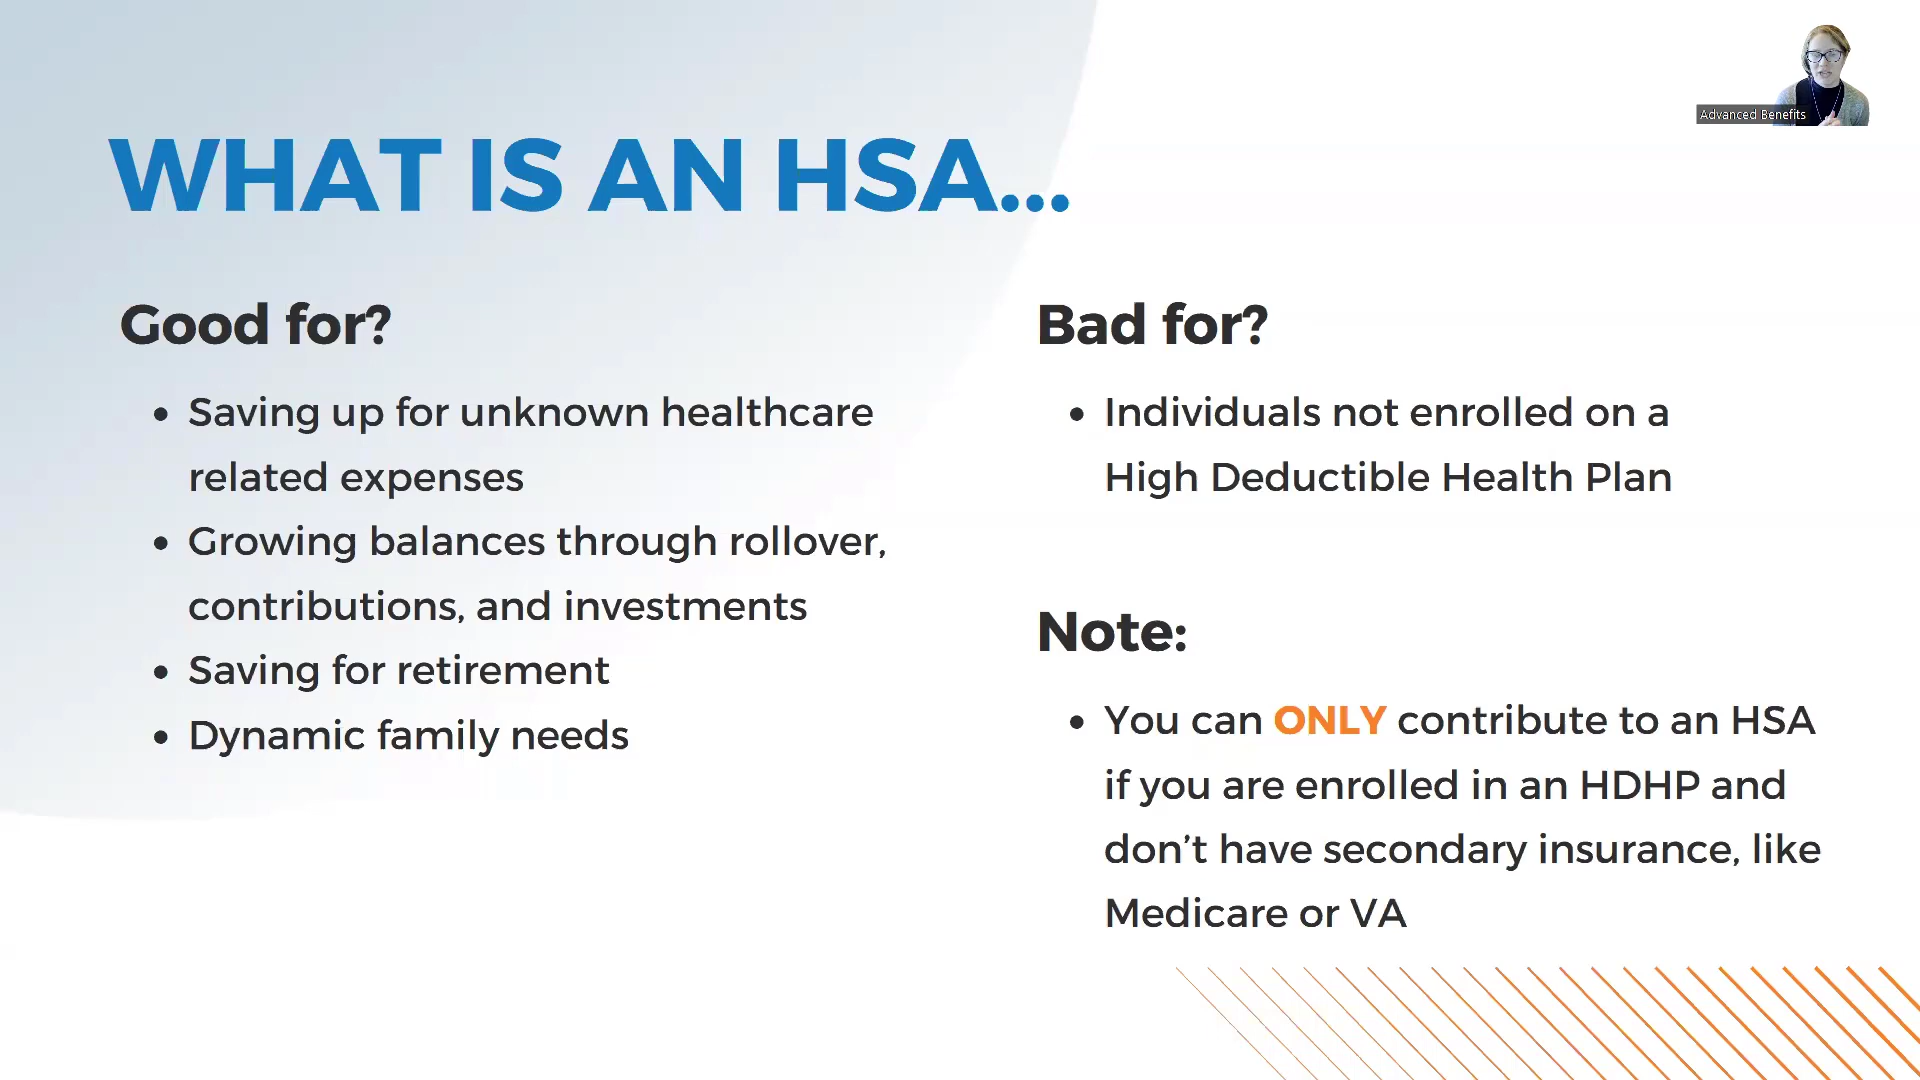 Advanced Benefits
WHAT IS AN HSA...
Good for?
• Saving up for unknown healthcare
related expenses
• Growing balances through rollover,
contributions, and investments
• Saving for retirement
• Dynamic family needs
Bad for?
• Individuals not enrolled on a
High Deductible Health Plan
Note:
• You can ONLY contribute to an HSA
if you are enrolled in an HDHP and
don’t have secondary insurance, like
Medicare or VA